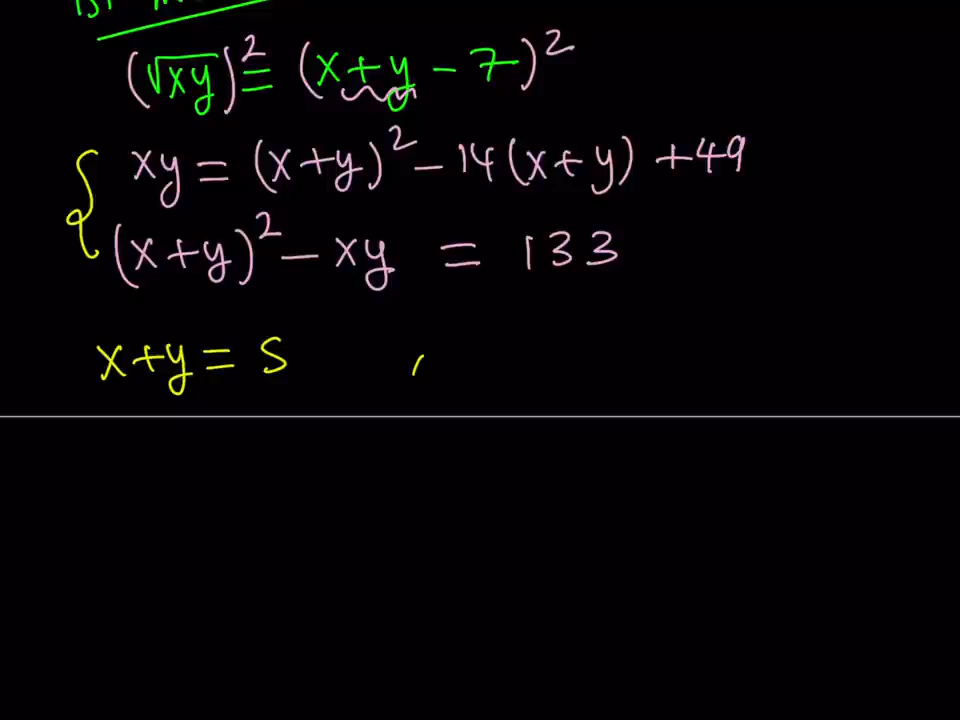 (√xy)² = (x+y - 7)²
xy = (x+y)² - 14(x+y) + 49
(x+y)² - xy = 133
x+y = S